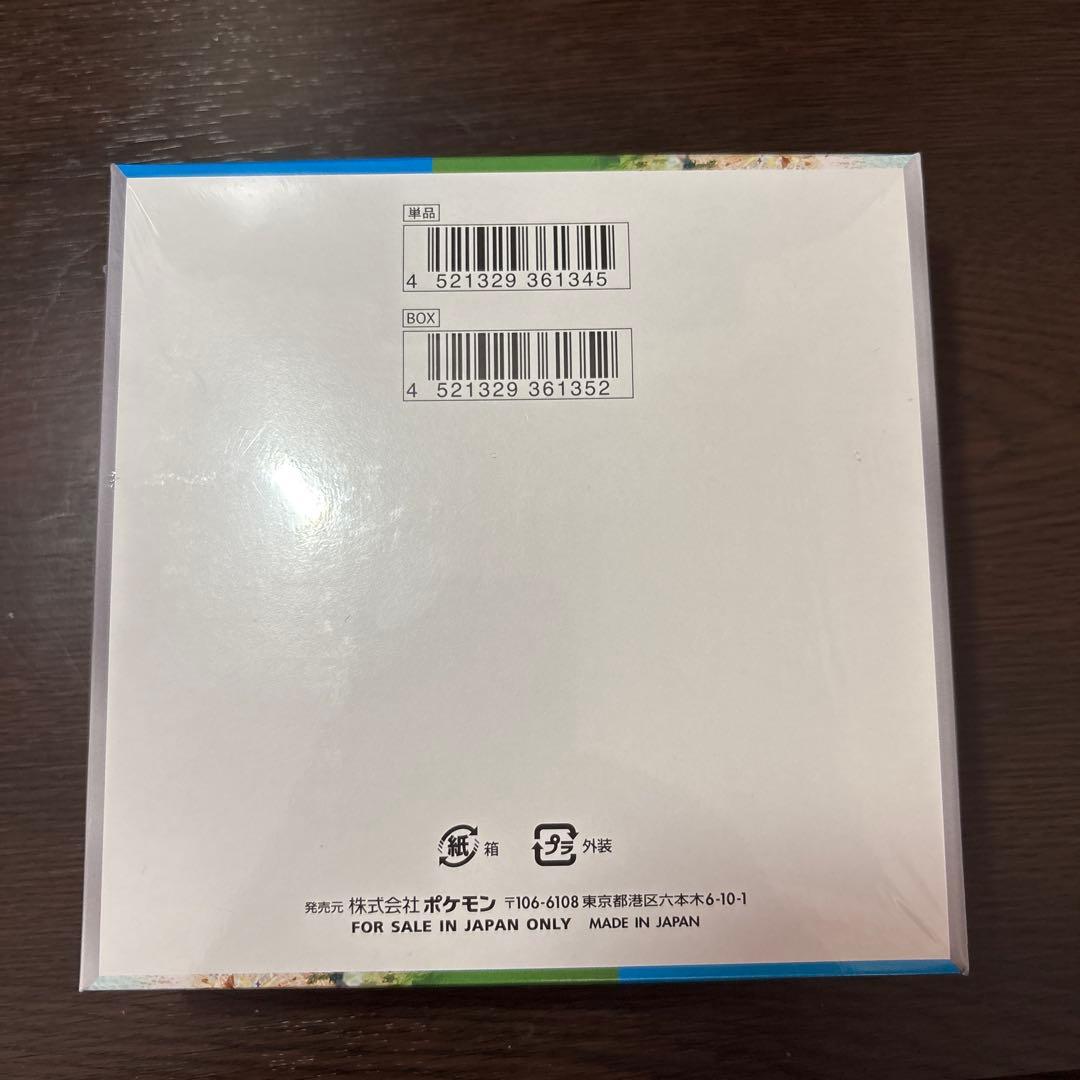 単品
4 521329 361345
BOX
4 521329 361352
紙 箱 プラ 外装
発売元 株式会社 ポケモン 〒106-6108 東京都港区六本木6-10-1
FOR SALE IN JAPAN ONLY MADE IN JAPAN